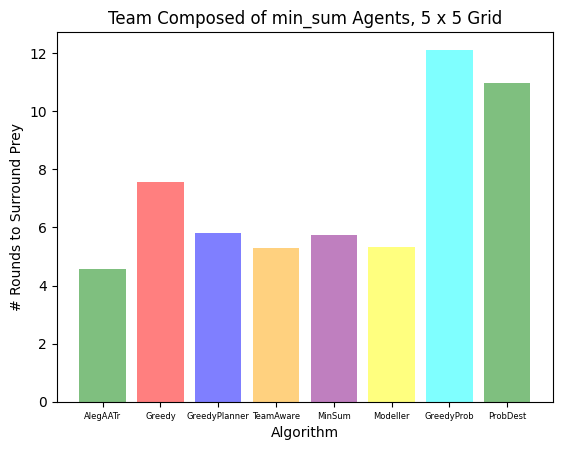 Team Composed of min_sum Agents, 5 x 5 Grid
# Rounds to Surround Prey
12
10
8
6
4
2
0
AlegAATr Greedy GreedyPlanner TeamAware MinSum Modeller GreedyProb ProbDest
Algorithm